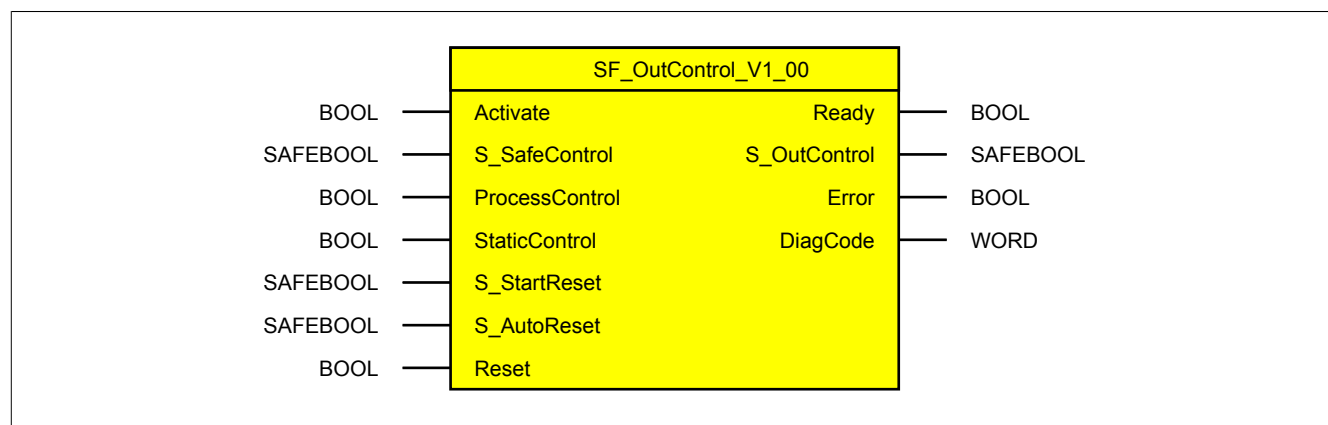 SF_OutControl_V1_00
BOOL Activate Ready BOOL
SAFEBOOL S_SafeControl S_OutControl SAFEBOOL
BOOL ProcessControl Error BOOL
BOOL StaticControl DiagCode WORD
SAFEBOOL S_StartReset
SAFEBOOL S_AutoReset
BOOL Reset